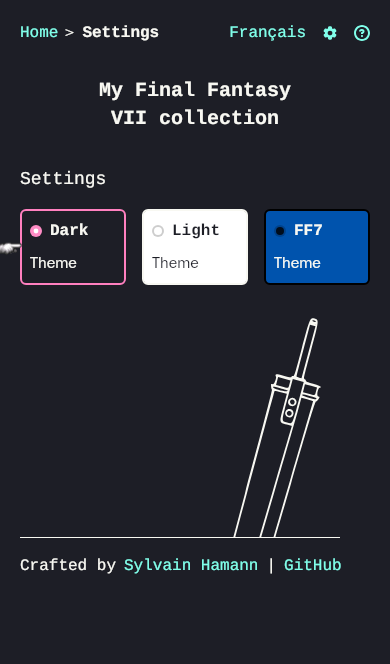 Home > Settings Français
My Final Fantasy
VII collection
Settings
Dark Light FF7
Theme Theme Theme
Crafted by Sylvain Hamann | GitHub